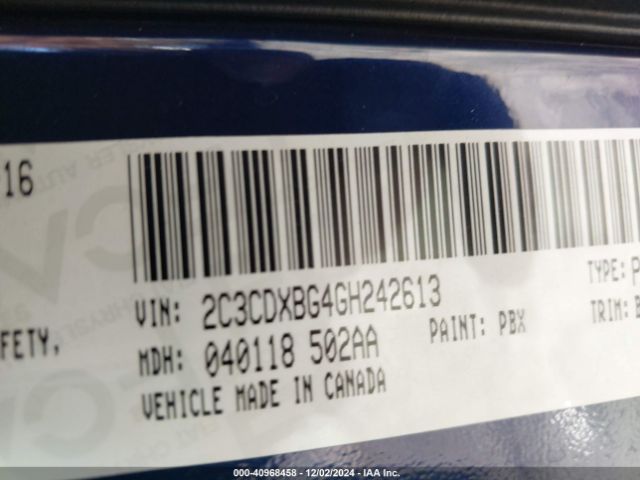 16
VIN: 2C3CDXBG4GH242613
TYPE: P
FETY,
MDH: 040118 502AA
PAINT: PBX
TRIM: B
VEHICLE MADE IN CANADA
000-40968458 - 12/02/2024 - IAA Inc.